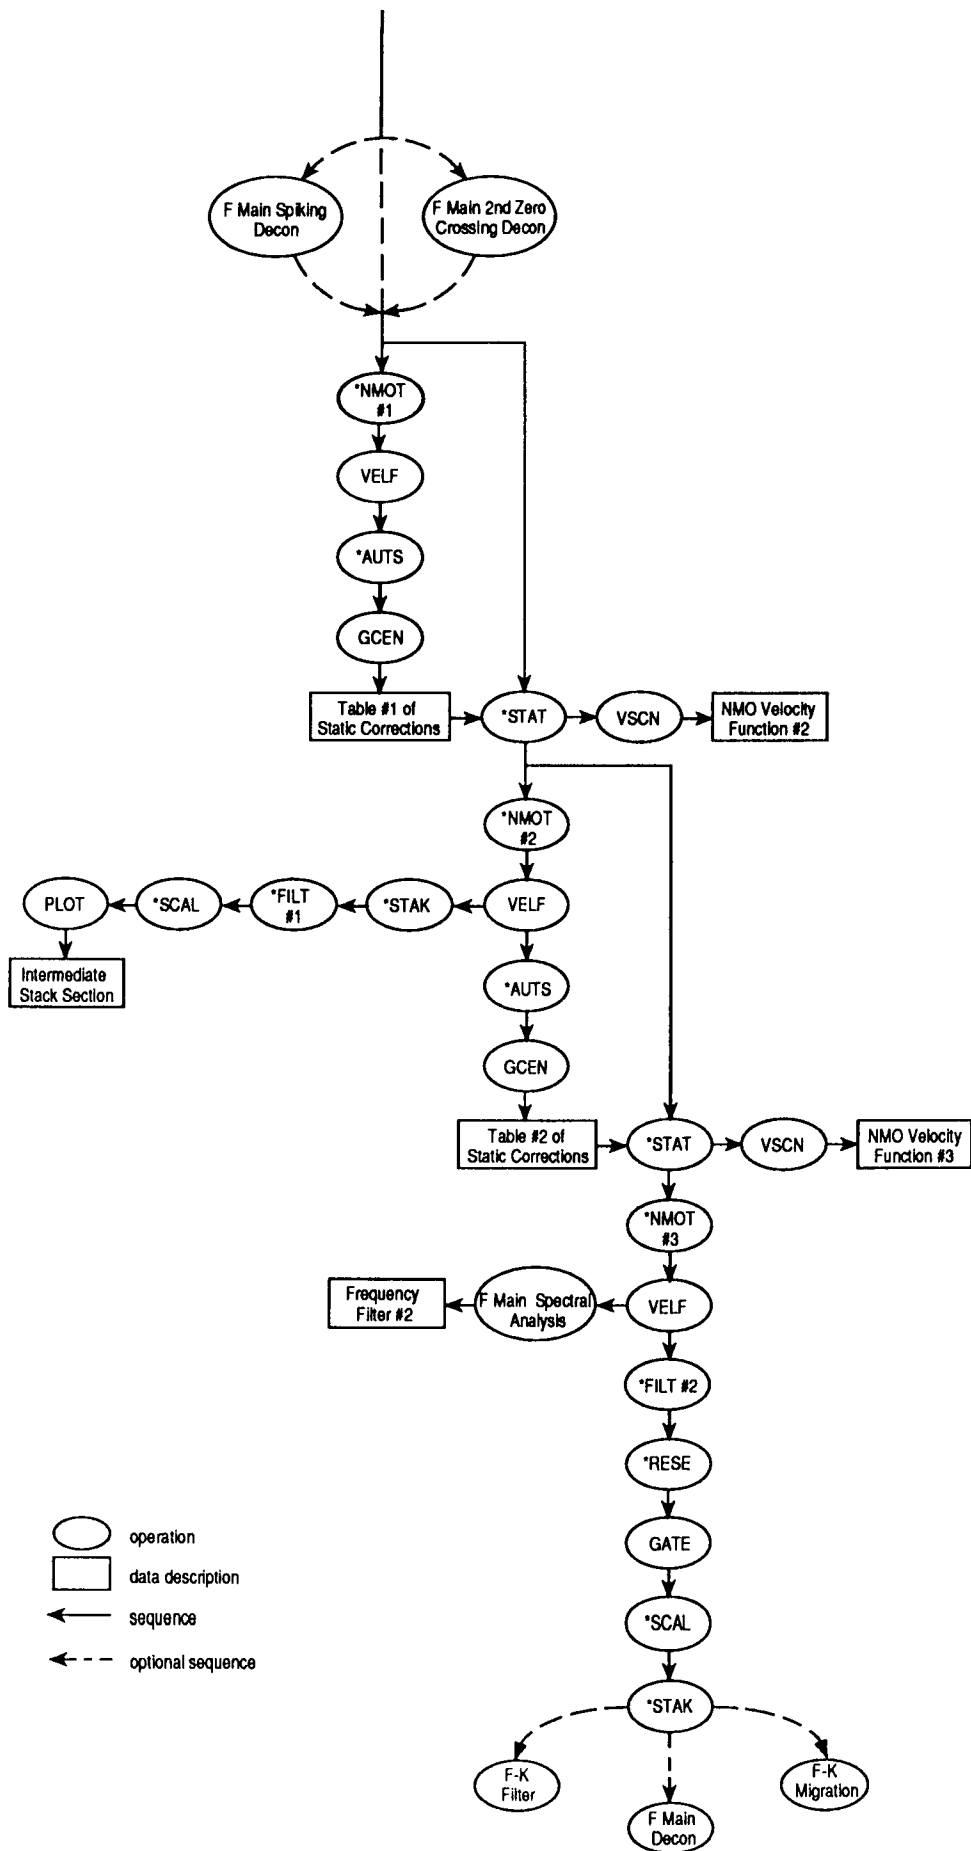 F Main Spiking
Decon
F Main 2nd Zero
Crossing Decon
*NMOT
#1
VELF
*AUTS
GCEN
Table #1 of
Static Corrections
*STAT
VSCN
NMO Velocity
Function #2
*NMOT
#2
PLOT
*SCAL
*FILT
#1
*STAK
VELF
Intermediate
Stack Section
*AUTS
GCEN
Table #2 of
Static Corrections
*STAT
VSCN
NMO Velocity
Function #3
*NMOT
#3
Frequency
Filter #2
F Main Spectral
Analysis
VELF
*FILT #2
*RESE
GATE
*SCAL
*STAK
F-K
Filter
F Main
Decon
F-K
Migration
operation
data description
sequence
optional sequence